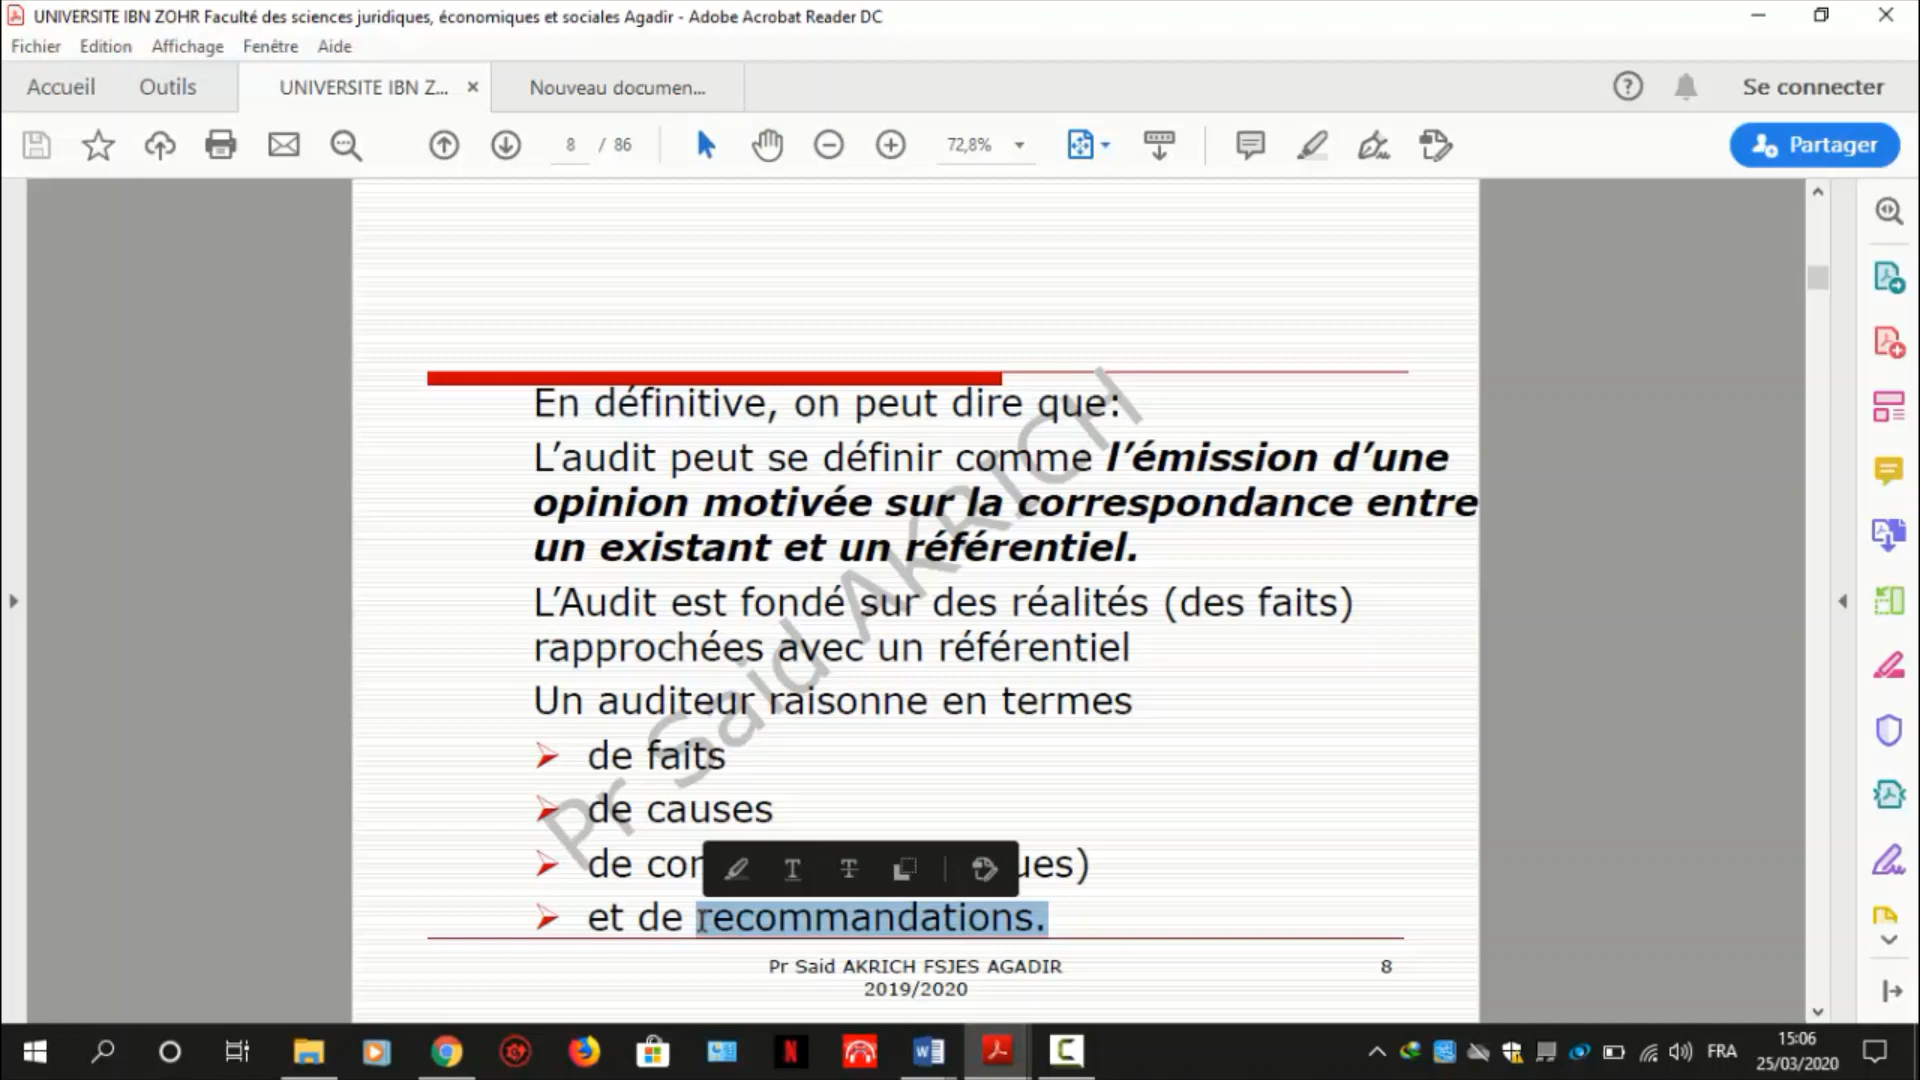 UNIVERSITE IBN ZOHR Faculté des sciences juridiques, économiques et sociales Agadir - Adobe Acrobat Reader DC
Fichier Edition Affichage Fenêtre Aide
Accueil Outils UNIVERSITE IBN Z... × Nouveau documen... Se connecter
8 / 86 72,8% Partager
En définitive, on peut dire que:
L’audit peut se définir comme l’émission d’une
opinion motivée sur la correspondance entre
un existant et un référentiel.
L’Audit est fondé sur des réalités (des faits)
rapprochées avec un référentiel
Un auditeur raisonne en termes
de faits
de causes
de
et de recommandations.
Pr Said AKRICH
Pr Said AKRICH FSJES AGADIR 8
2019/2020
FRA 15:06
25/03/2020